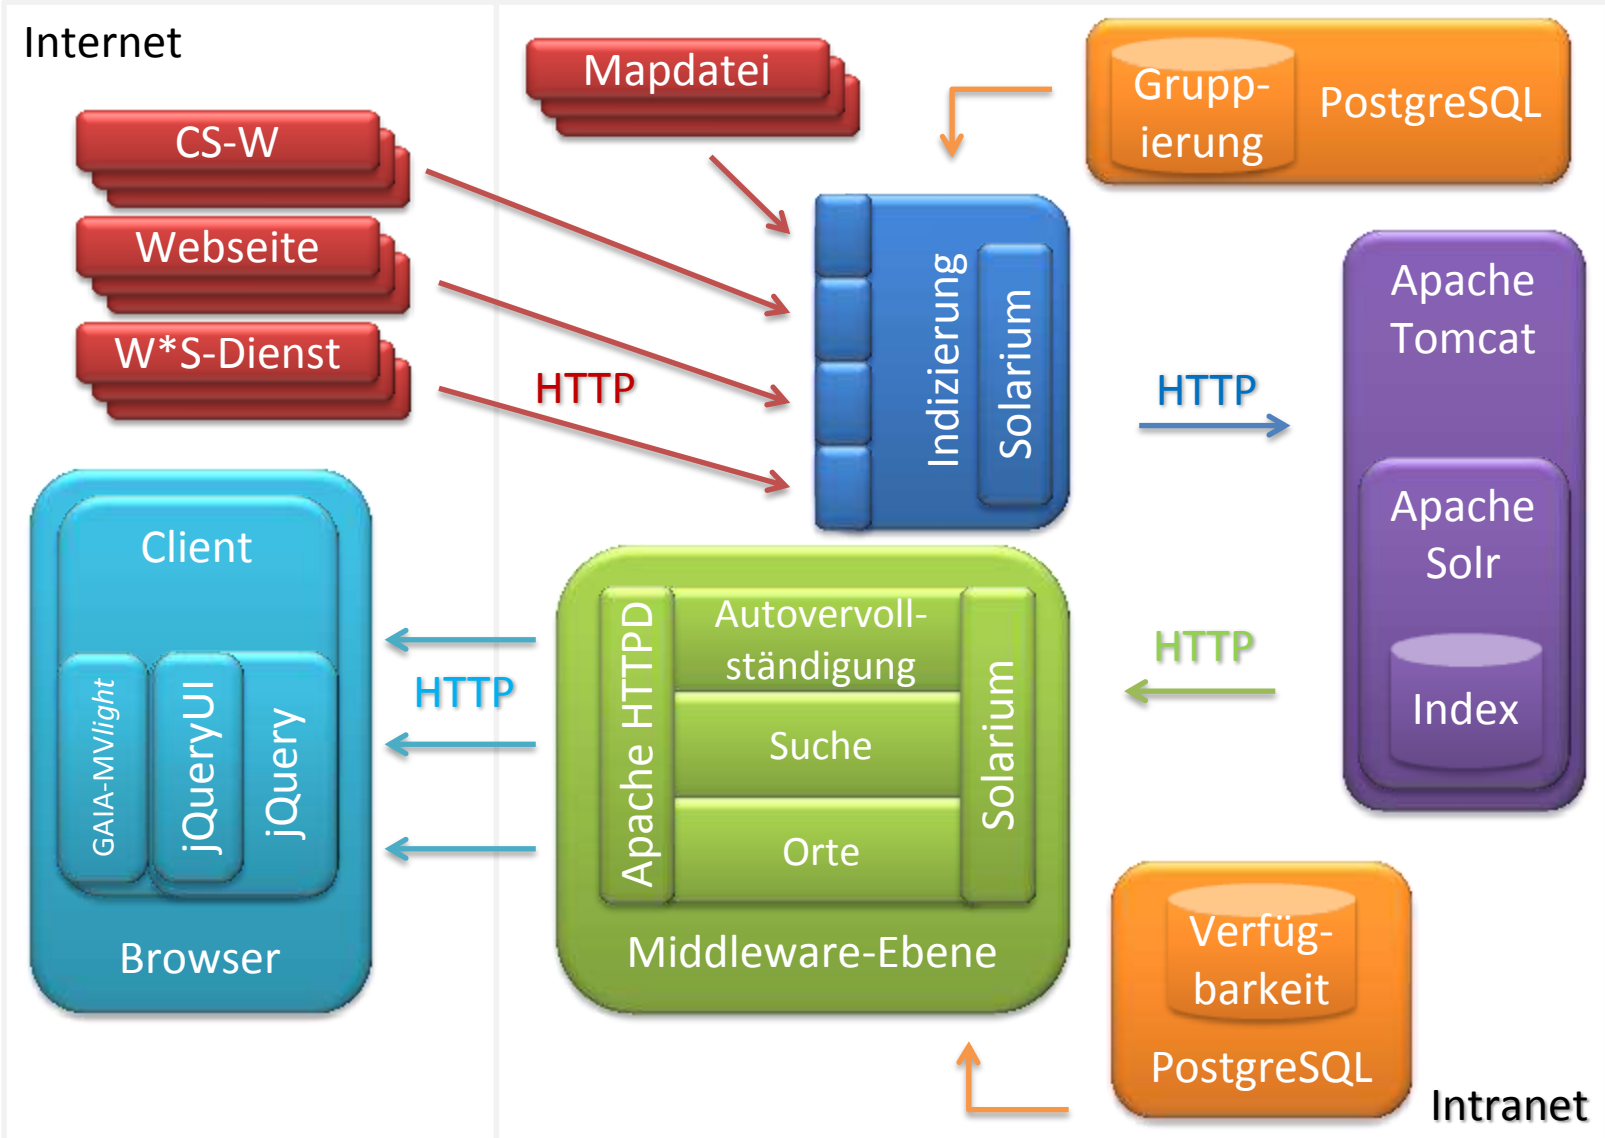 Internet
Mapdatei
Grupp-
ierung
PostgreSQL
CS-W
Webseite
W*S-Dienst
HTTP
Indizierung
Solarium
HTTP
Apache
Tomcat
Apache
Solr
Index
HTTP
Client
GAIA-MVlight
jQueryUI
jQuery
Browser
HTTP
Apache HTTPD
Autovervoll-
ständigung
Suche
Orte
Solarium
Middleware-Ebene
Verfüg-
barkeit
PostgreSQL
Intranet